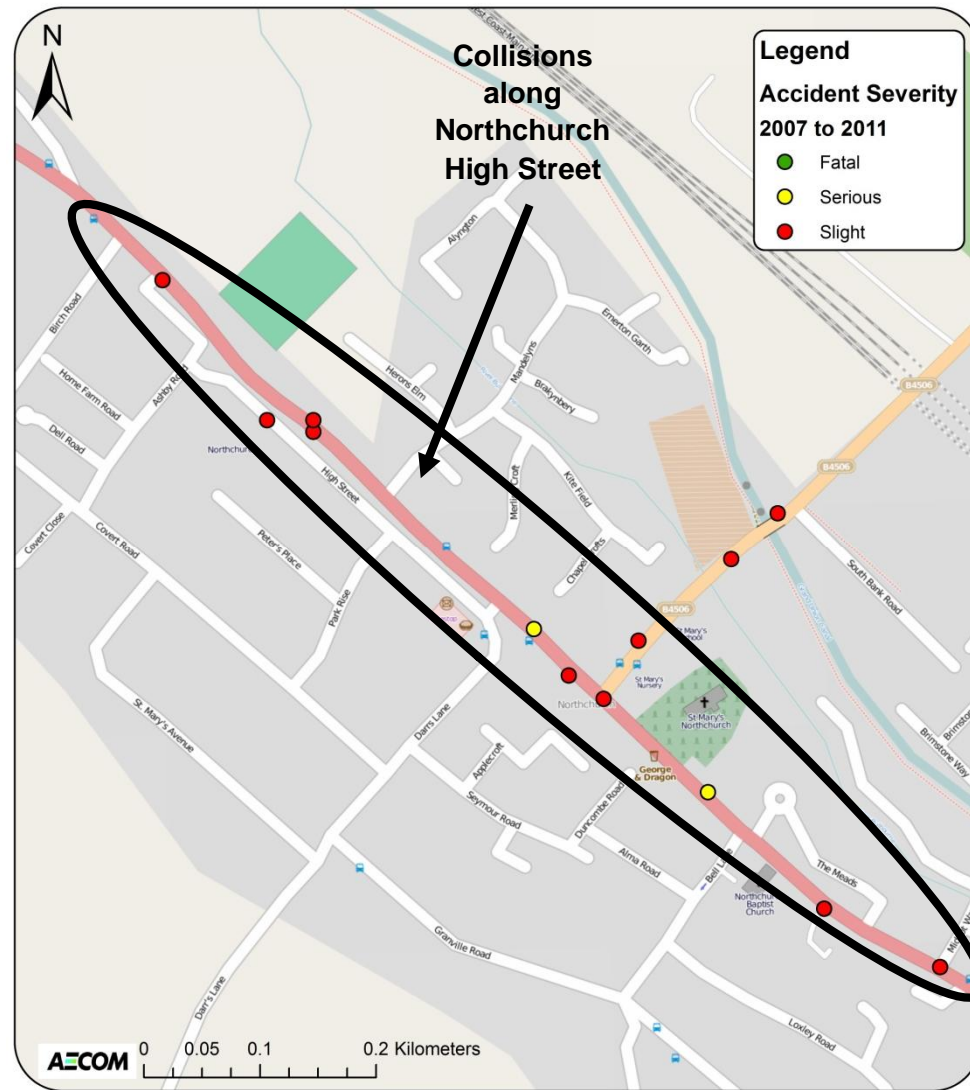 West Coast Main
N
Collisions
along
Northchurch
High Street
Legend
Accident Severity
2007 to 2011
Fatal
Serious
Slight
Alyngton
Birch Road
Emerton Garth
Mandelyns
Herons Elm
Brakynbery
Home Farm Road
Ashby Road
Dell Road
B4506
B4506
B4506
High Street
Merling Croft
Kite Field
Covert Close
Covert Road
Peter's Place
Chapel Crofts
South Bank Road
Park Rise
St Mary's
School
St Mary's
Nursery
St Mary's
Northchurch
George
& Dragon
St. Mary's Avenue
Darrs Lane
Applecroft
Seymour Road
Duncombe Road
Alma Road
Bell Lane
The Meads
Brimstone Way
Northchurch
Baptist
Church
Granville Road
Darr's Lane
Loxley Road
AECOM
0 0.05 0.1 0.2 Kilometers